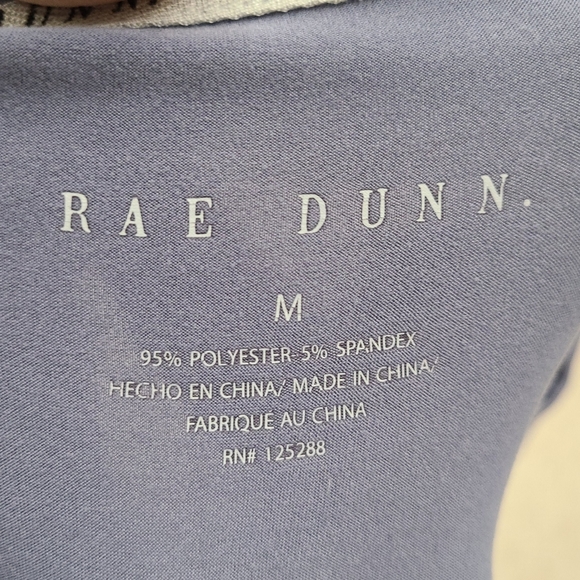 RAE DUNN.
M
95% POLYESTER 5% SPANDEX
HECHO EN CHINA/ MADE IN CHINA/
FABRIQUE AU CHINA
RN# 125288